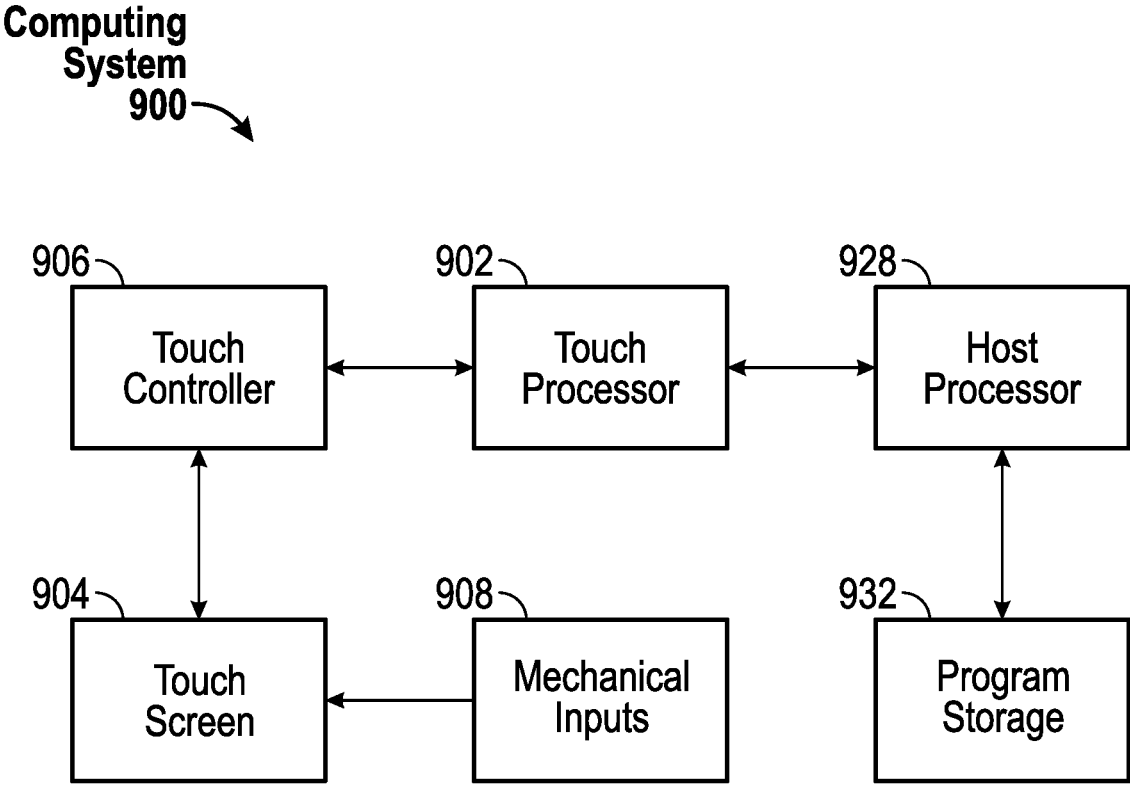 Computing
System
900
906
Touch
Controller
902
Touch
Processor
928
Host
Processor
904
Touch
Screen
908
Mechanical
Inputs
932
Program
Storage